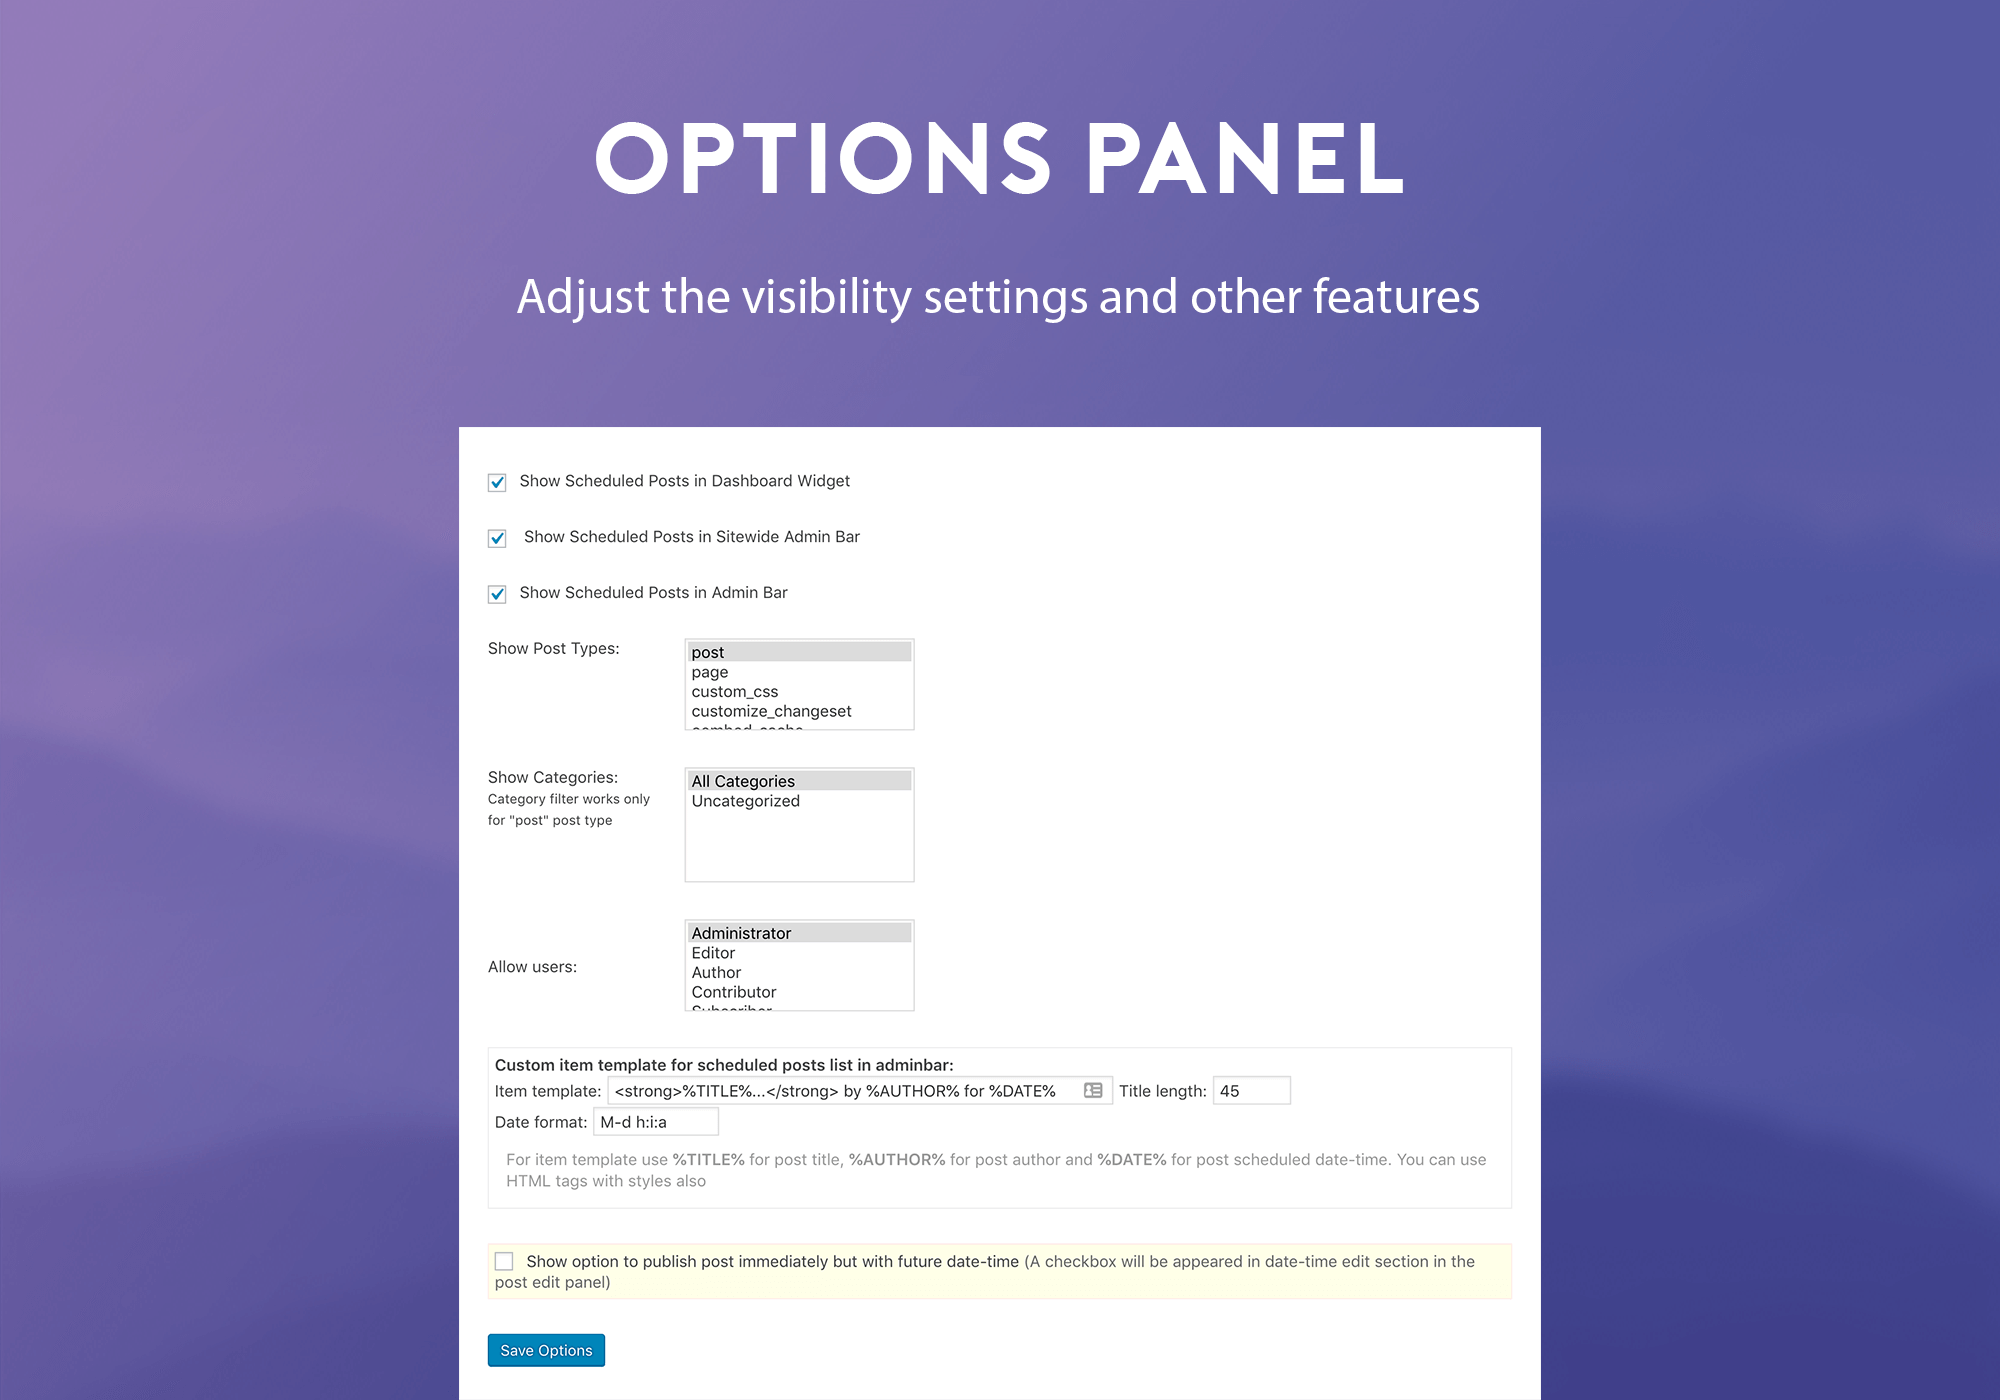 OPTIONS PANEL
Adjust the visibility settings and other features
Show Scheduled Posts in Dashboard Widget
Show Scheduled Posts in Sitewide Admin Bar
Show Scheduled Posts in Admin Bar
Show Post Types:
post
page
custom_css
customize_changeset
Show Categories:
Category filter works only
for "post" post type
All Categories
Uncategorized
Allow users:
Administrator
Editor
Author
Contributor
Custom item template for scheduled posts list in adminbar:
Item template: <strong>%TITLE%...</strong> by %AUTHOR% for %DATE% Title length: 45
Date format: M-d h:i:a
For item template use %TITLE% for post title, %AUTHOR% for post author and %DATE% for post scheduled date-time. You can use
HTML tags with styles also
Show option to publish post immediately but with future date-time (A checkbox will be appeared in date-time edit section in the
post edit panel)
Save Options